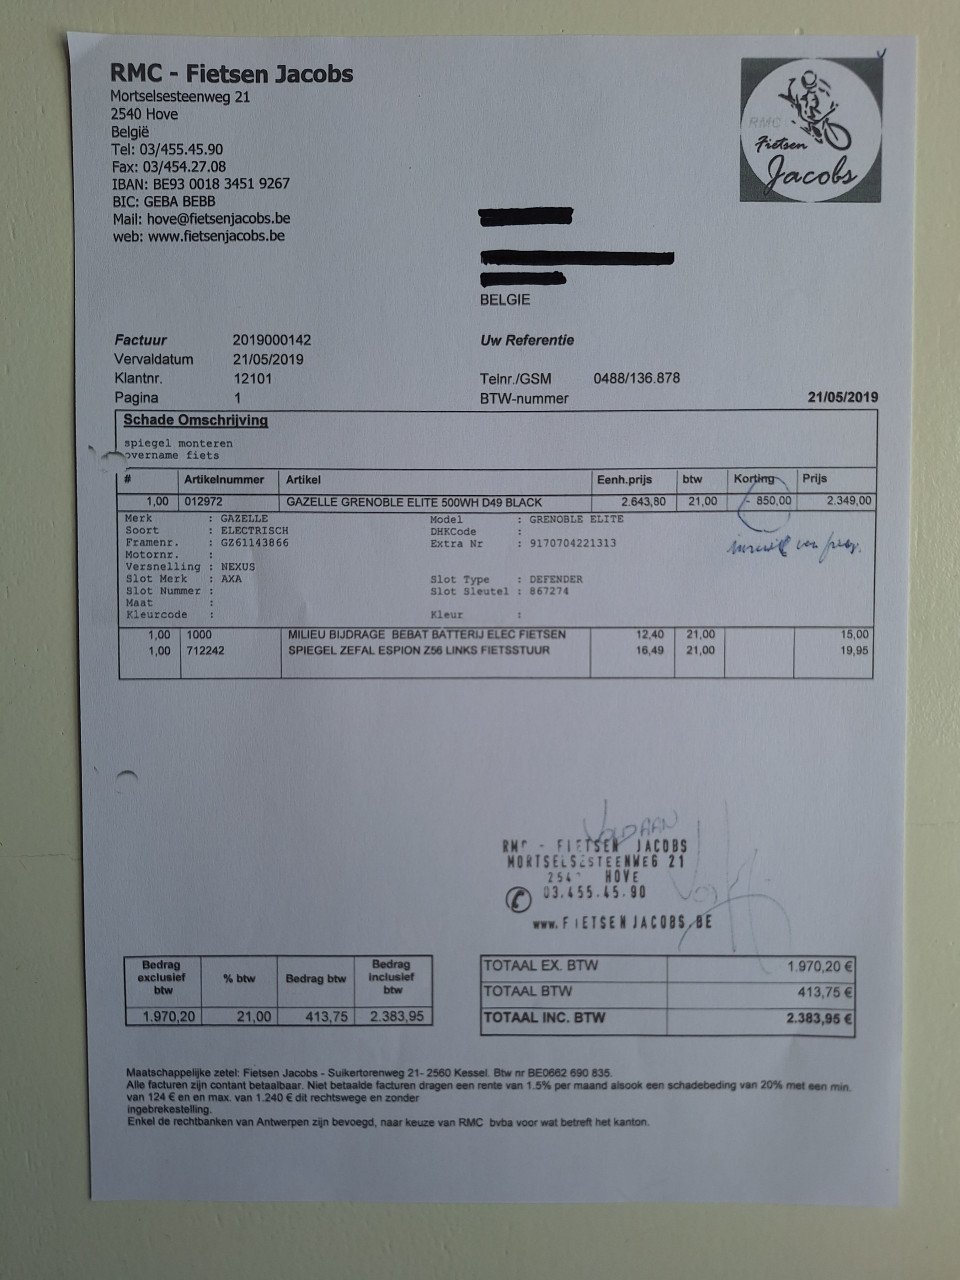 RMC - Fietsen Jacobs
Mortselsesteenweg 21
2540 Hove
België
Tel: 03/455.45.90
Fax: 03/454.27.08
IBAN: BE93 0018 3451 9267
BIC: GEBA BEBB
Mail: hove@fietsenjacobs.be
web: www.fietsenjacobs.be
RMC
Fietsen
Jacobs
BELGIE
Factuur 2019000142 Uw Referentie
Vervaldatum 21/05/2019
Klantnr. 12101 Telnr./GSM 0488/136.878
Pagina 1 BTW-nummer 21/05/2019
Schade Omschrijving
spiegel monteren
overname fiets
# Artikelnummer Artikel Eenh.prijs btw Korting Prijs
1,00 012972 GAZELLE GRENOBLE ELITE 500WH D49 BLACK 2.643,80 21,00 - 850,00 2.349,00
Merk : GAZELLE Model : GRENOBLE ELITE
Soort : ELECTRISCH DHKCode :
Framenr. : GZ61143866 Extra Nr : 9170704221313
Motornr. :
Versnelling : NEXUS
Slot Merk : AXA Slot Type : DEFENDER
Slot Nummer : Slot Sleutel : 867274
Maat :
Kleurcode : Kleur :
1,00 1000 MILIEU BIJDRAGE BEBAT BATTERIJ ELEC FIETSEN 12,40 21,00 15,00
1,00 712242 SPIEGEL ZEFAL ESPION Z56 LINKS FIETSSTUUR 16,49 21,00 19,95
VOLDAAN
RMC - FIETSEN JACOBS
MORTSELSESTEENWEG 21
2540 HOVE
03.455.45.90
www.FIETSENJACOBS.BE
Bedrag exclusief btw % btw Bedrag btw Bedrag inclusief btw
1.970,20 21,00 413,75 2.383,95
TOTAAL EX. BTW 1.970,20 €
TOTAAL BTW 413,75 €
TOTAAL INC. BTW 2.383,95 €
Maatschappelijke zetel: Fietsen Jacobs - Suikertorenweg 21- 2560 Kessel. Btw nr BE0662 690 835.
Alle facturen zijn contant betaalbaar. Niet betaalde facturen dragen een rente van 1.5% per maand alsook een schadebeding van 20% met een min.
van 124 € en en max. van 1.240 € dit rechtswege en zonder
ingebrekestelling.
Enkel de rechtbanken van Antwerpen zijn bevoegd, naar keuze van RMC bvba voor wat betreft het kanton.